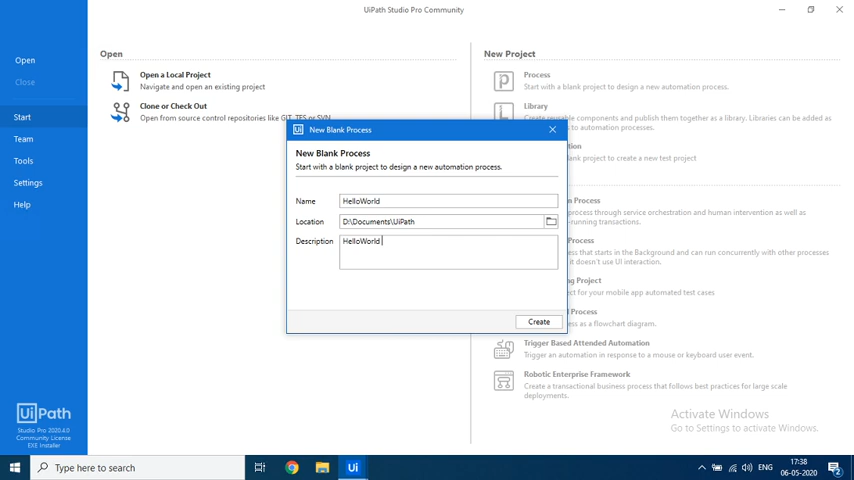 UiPath Studio Pro Community
Open
Close
Start
Team
Tools
Settings
Help
UiPath
Studio Pro 2020.4.0
Community License
EXE Installer
Open
Open a Local Project
Navigate and open an existing project
Clone or Check Out
Open from source control repositories like GIT, TFS or SVN
New Project
Process
Start with a blank project to design a new automation process.
Library
Create reusable components and publish them together as a library. Libraries can be added as
to automation processes.
blank project to create a new test project
Process
process through service orchestration and human intervention as well as
-running transactions.
Process
that starts in the Background and can run concurrently with other processes
it doesn't use UI interaction.
Project
for your mobile app automated test cases
Process
as a flowchart diagram.
Trigger Based Attended Automation
Trigger an automation in response to a mouse or keyboard user event.
Robotic Enterprise Framework
Create a transactional business process that follows best practices for large scale
deployments.
Ui New Blank Process
New Blank Process
Start with a blank project to design a new automation process.
Name HelloWorld
Location D:\Documents\UiPath
Description HelloWorld
Create
Activate Windows
Go to Settings to activate Windows.
Type here to search
Ui
ENG
17:38
06-05-2020
2